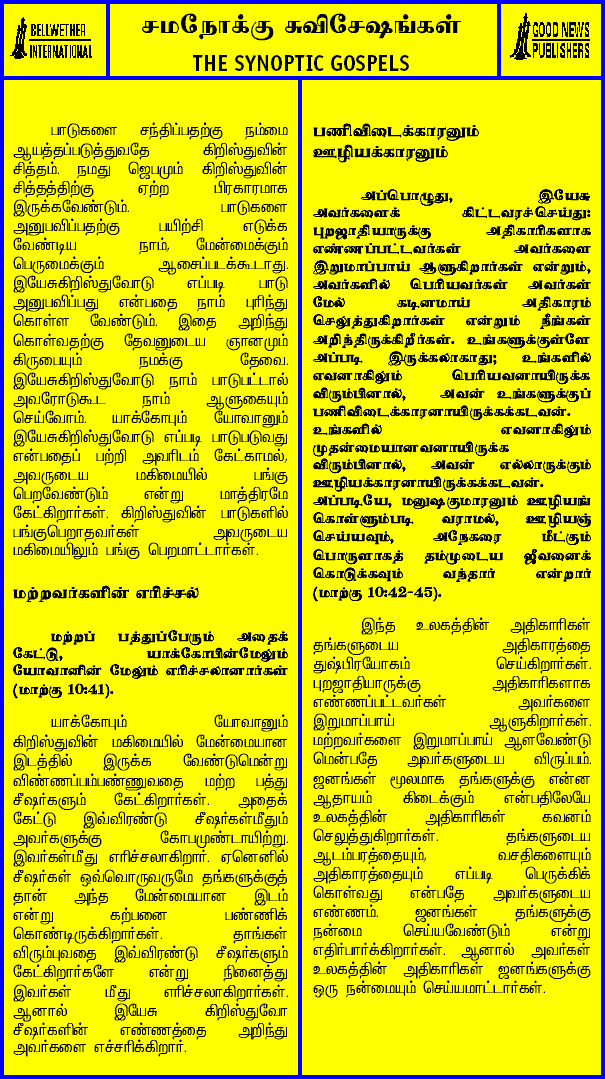 BELLWETHER
INTERNATIONAL
சமநோக்கு சுவிசேஷங்கள்
THE SYNOPTIC GOSPELS
GOOD NEWS
PUBLISHERS
பாடுகளை சந்திப்பதற்கு நம்மை
ஆயத்தப்படுத்துவதே கிறிஸ்துவின்
சித்தம். நமது ஜெபமும் கிறிஸ்துவின்
சித்தத்திற்கு ஏற்ற பிரகாரமாக
இருக்கவேண்டும். பாடுகளை
அனுபவிப்பதற்கு பயிற்சி எடுக்க
வேண்டிய நாம், மேன்மைக்கும்
பெருமைக்கும் ஆசைப்படக்கூடாது.
இயேசுகிறிஸ்துவோடு எப்படி பாடு
அனுபவிப்பது என்பதை நாம் புரிந்து
கொள்ள வேண்டும். இதை அறிந்து
கொள்வதற்கு தேவனுடைய ஞானமும்
கிருபையும் நமக்கு தேவை.
இயேசுகிறிஸ்துவோடு நாம் பாடுபட்டால்
அவரோடுகூட நாம் ஆளுகையும்
செய்வோம். யாக்கோபும் யோவானும்
இயேசுகிறிஸ்துவோடு எப்படி பாடுபடுவது
என்பதைப் பற்றி அவரிடம் கேட்காமல்,
அவருடைய மகிமையில் பங்கு
பெறவேண்டும் என்று மாத்திரமே
கேட்கிறார்கள். கிறிஸ்துவின் பாடுகளில்
பங்குபெறாதவர்கள் அவருடைய
மகிமையிலும் பங்கு பெறமாட்டார்கள்.
மற்றவர்களின் எரிச்சல்
மற்றப் பத்துப்பேரும் அதைக்
கேட்டு, யாக்கோபின்மேலும்
யோவானின் மேலும் எரிச்சலானார்கள்
(மாற்கு 10:41).
யாக்கோபும் யோவானும்
கிறிஸ்துவின் மகிமையில் மேன்மையான
இடத்தில் இருக்க வேண்டுமென்று
விண்ணப்பம்பண்ணுவதை மற்ற பத்து
சீஷர்களும் கேட்கிறார்கள். அதைக்
கேட்டு இவ்விரண்டு சீஷர்கள்மீதும்
அவர்களுக்கு கோபமுண்டாயிற்று.
இவர்கள்மீது எரிச்சலாகிறார். ஏனெனில்
சீஷர்கள் ஒவ்வொருவருமே தங்களுக்குத்
தான் அந்த மேன்மையான இடம்
என்று கற்பனை பண்ணிக்
கொண்டிருக்கிறார்கள். தாங்கள்
விரும்புவதை இவ்விரண்டு சீஷர்களும்
கேட்கிறார்களே என்று நினைத்து
இவர்கள் மீது எரிச்சலாகிறார்கள்.
ஆனால் இயேசு கிறிஸ்துவோ
சீஷர்களின் எண்ணத்தை அறிந்து
அவர்களை எச்சரிக்கிறார்.
பணிவிடைக்காரனும்
ஊழியக்காரனும்
அப்பொழுது, இயேசு
அவர்களைக் கிட்டவரச்செய்து:
புறஜாதியாருக்கு அதிகாரிகளாக
எண்ணப்பட்டவர்கள் அவர்களை
இறுமாப்பாய் ஆளுகிறார்கள் என்றும்,
அவர்களில் பெரியவர்கள் அவர்கள்
மேல் கடினமாய் அதிகாரம்
செலுத்துகிறார்கள் என்றும் நீங்கள்
அறிந்திருக்கிறீர்கள். உங்களுக்குள்ளே
அப்படி இருக்கலாகாது; உங்களில்
எவனாகிலும் பெரியவனாயிருக்க
விரும்பினால், அவன் உங்களுக்குப்
பணிவிடைக்காரனாயிருக்கக்கடவன்.
உங்களில் எவனாகிலும்
முதன்மையானவனாயிருக்க
விரும்பினால், அவன் எல்லாருக்கும்
ஊழியக்காரனாயிருக்கக்கடவன்.
அப்படியே, மனுஷகுமாரனும் ஊழியங்
கொள்ளும்படி வராமல், ஊழியஞ்
செய்யவும், அநேகரை மீட்கும்
பொருளாகத் தம்முடைய ஜீவனைக்
கொடுக்கவும் வந்தார் என்றார்
(மாற்கு 10:42-45).
இந்த உலகத்தின் அதிகாரிகள்
தங்களுடைய அதிகாரத்தை
துஷ்பிரயோகம் செய்கிறார்கள்.
புறஜாதியாருக்கு அதிகாரிகளாக
எண்ணப்பட்டவர்கள் அவர்களை
இறுமாப்பாய் ஆளுகிறார்கள்.
மற்றவர்களை இறுமாப்பாய் ஆளவேண்டு
மென்பதே அவர்களுடைய விருப்பம்.
ஜனங்கள் மூலமாக தங்களுக்கு என்ன
ஆதாயம் கிடைக்கும் என்பதிலேயே
உலகத்தின் அதிகாரிகள் கவனம்
செலுத்துகிறார்கள். தங்களுடைய
ஆடம்பரத்தையும், வசதிகளையும்
அதிகாரத்தையும் எப்படி பெருக்கிக்
கொள்வது என்பதே அவர்களுடைய
எண்ணம். ஜனங்கள் தங்களுக்கு
நன்மை செய்யவேண்டும் என்று
எதிர்பார்க்கிறார்கள். ஆனால் அவர்கள்
உலகத்தின் அதிகாரிகள் ஜனங்களுக்கு
ஒரு நன்மையும் செய்யமாட்டார்கள்.